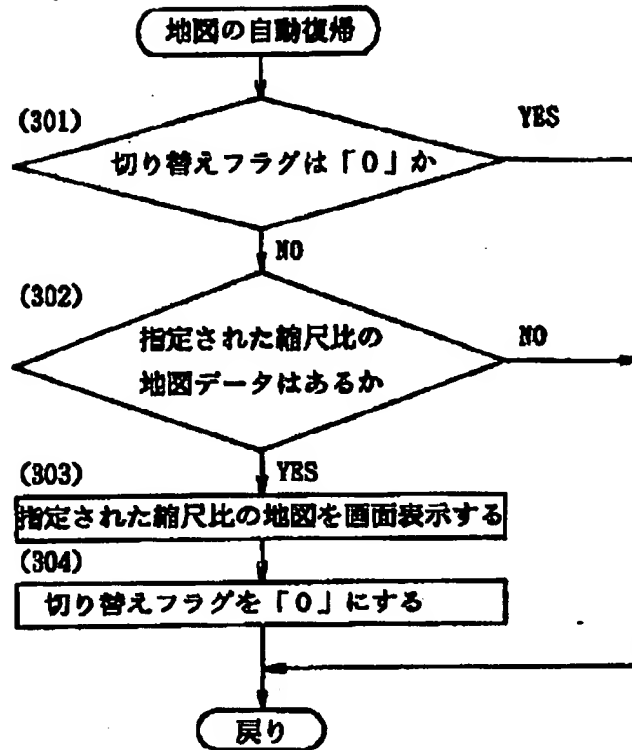 地図の自動復帰
(301)
YES
切り替えフラグは「0」か
NO
(302)
指定された縮尺比の
地図データはあるか
NO
(303)
YES
指定された縮尺比の地図を画面表示する
(304)
切り替えフラグを「0」にする
戻り